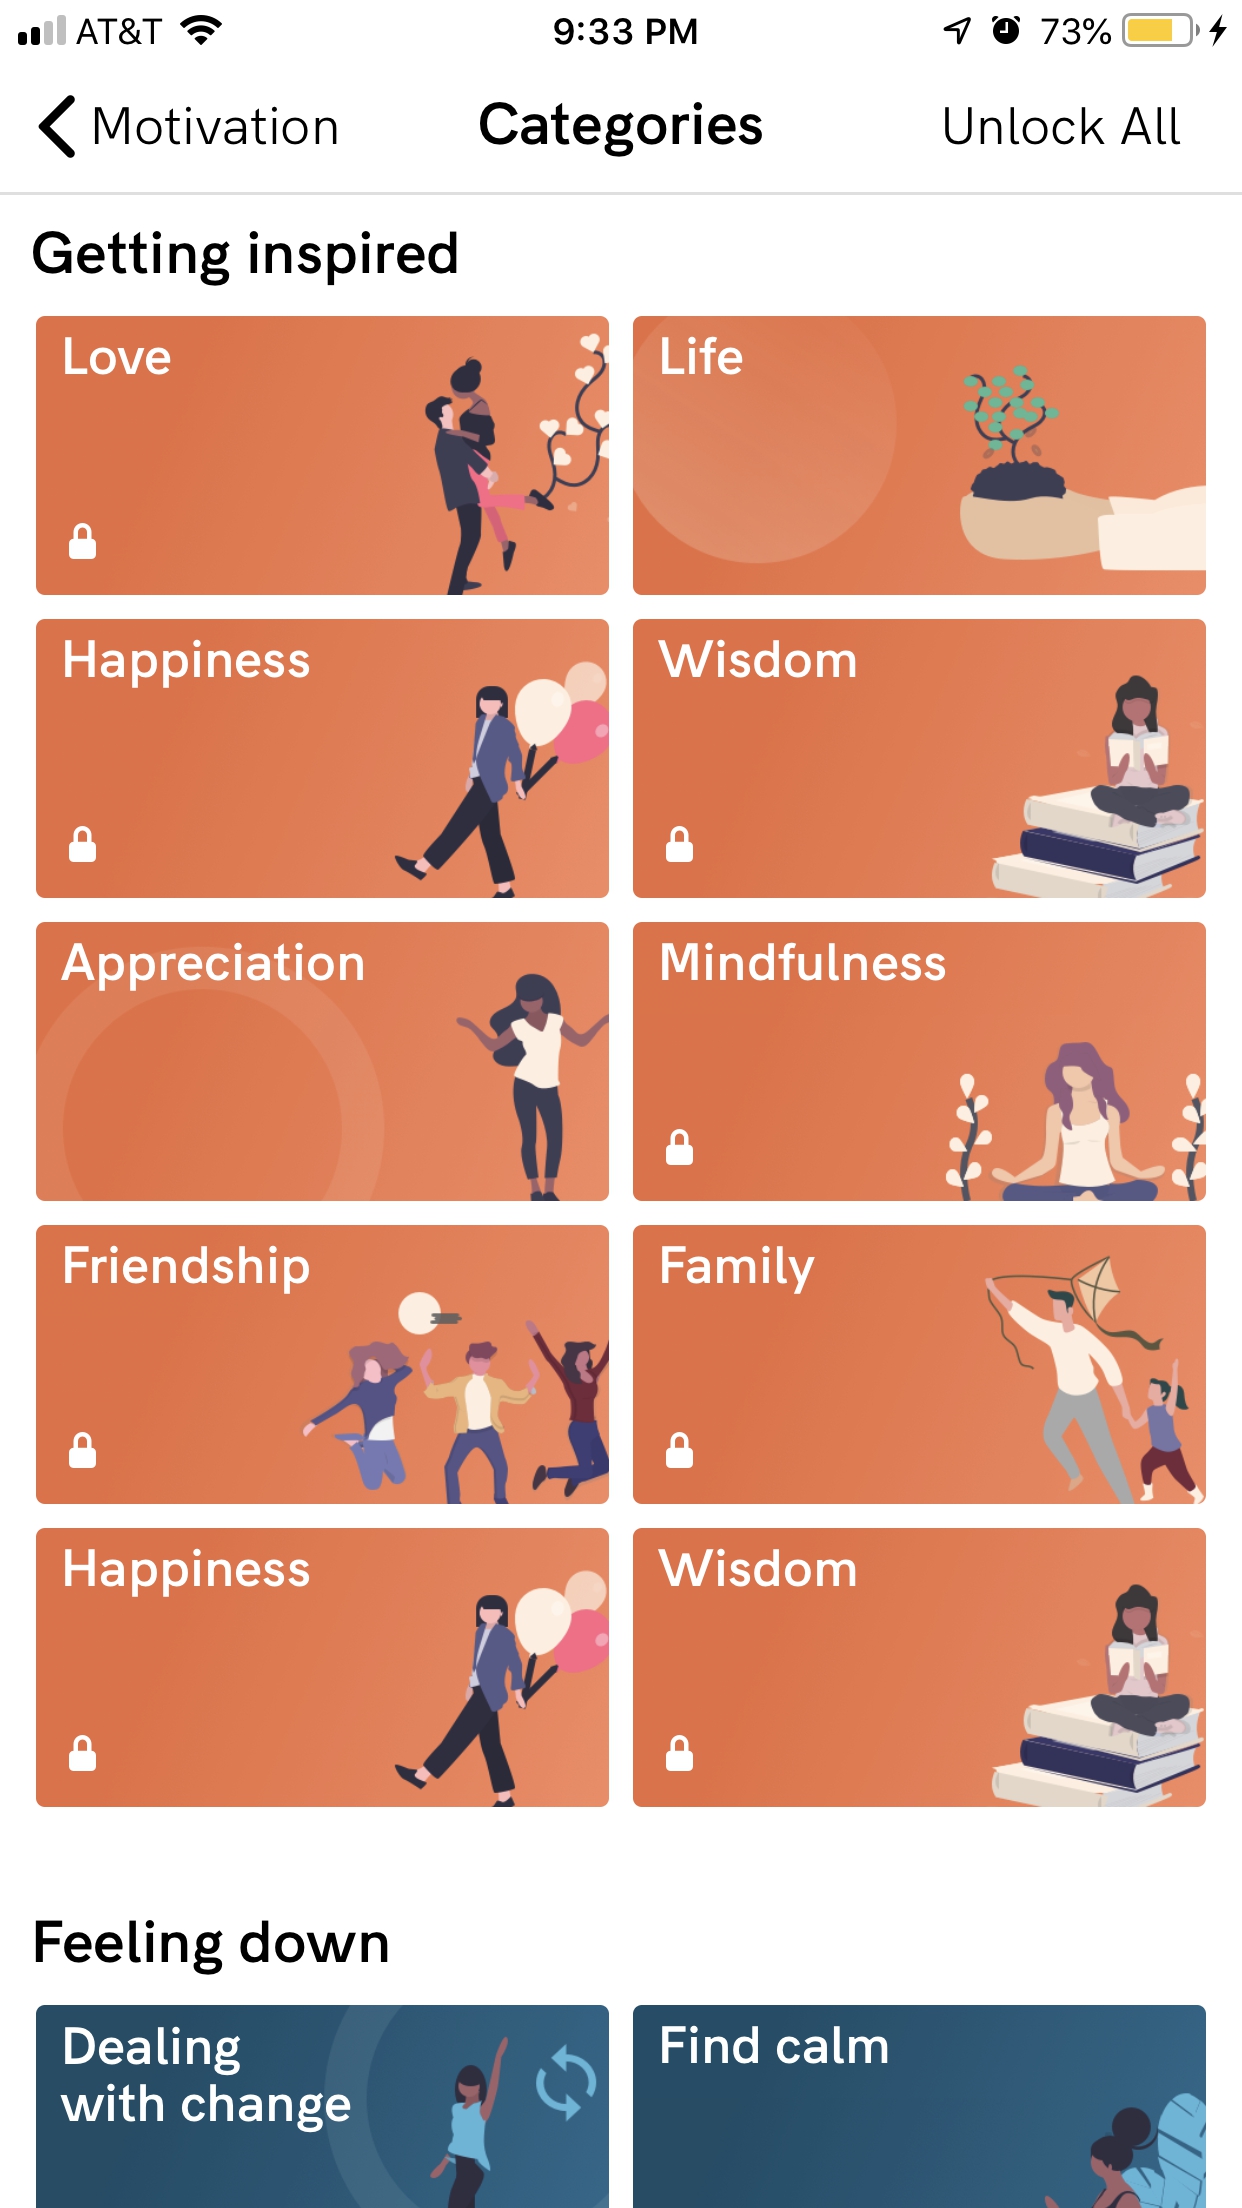 AT&T 9:33 PM 73%
Motivation Categories Unlock All
Getting inspired
Love Life
Happiness Wisdom
Appreciation Mindfulness
Friendship Family
Happiness Wisdom
Feeling down
Dealing Find calm
with change